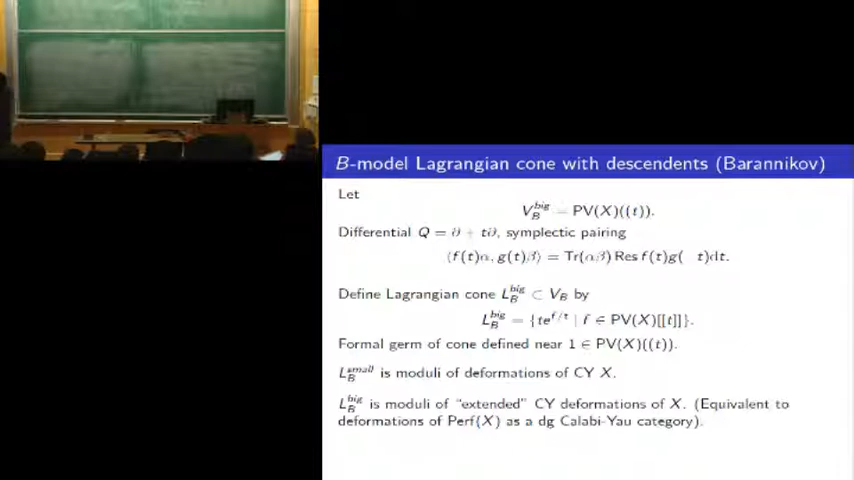 B-model Lagrangian cone with descendents (Barannikov)
Let
V_B^{big} = PV(X)((t)).
Differential Q = ∂ + t∂, symplectic pairing
⟨f(t)α, g(t)β⟩ = Tr(αβ) Res f(t)g( t)dt.
Define Lagrangian cone L_B^{big} ⊂ V_B by
L_B^{big} = {te^{f/t} | f ∈ PV(X)[[t]]}.
Formal germ of cone defined near 1 ∈ PV(X)((t)).
L_B^{small} is moduli of deformations of CY X.
L_B^{big} is moduli of "extended" CY deformations of X. (Equivalent to
deformations of Perf(X) as a dg Calabi-Yau category).